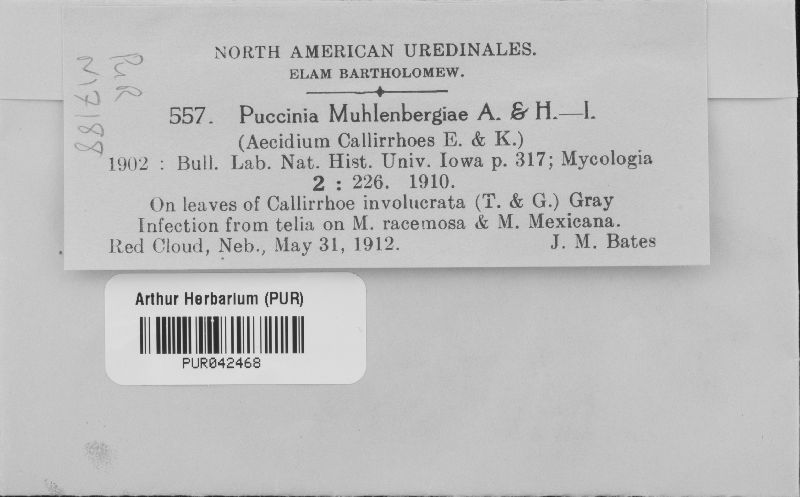 NORTH AMERICAN UREDINALES.
ELAM BARTHOLOMEW.
557. Puccinia Muhlenbergiae A. & H.—I.
(Aecidium Callirrhoes E. & K.)
1902 : Bull. Lab. Nat. Hist. Univ. Iowa p. 317; Mycologia
2 : 226. 1910.
On leaves of Callirrhoe involucrata (T. & G.) Gray
Infection from telia on M. racemosa & M. Mexicana.
Red Cloud, Neb., May 31, 1912. J. M. Bates
PUR
N7188
Arthur Herbarium (PUR)
PUR042468